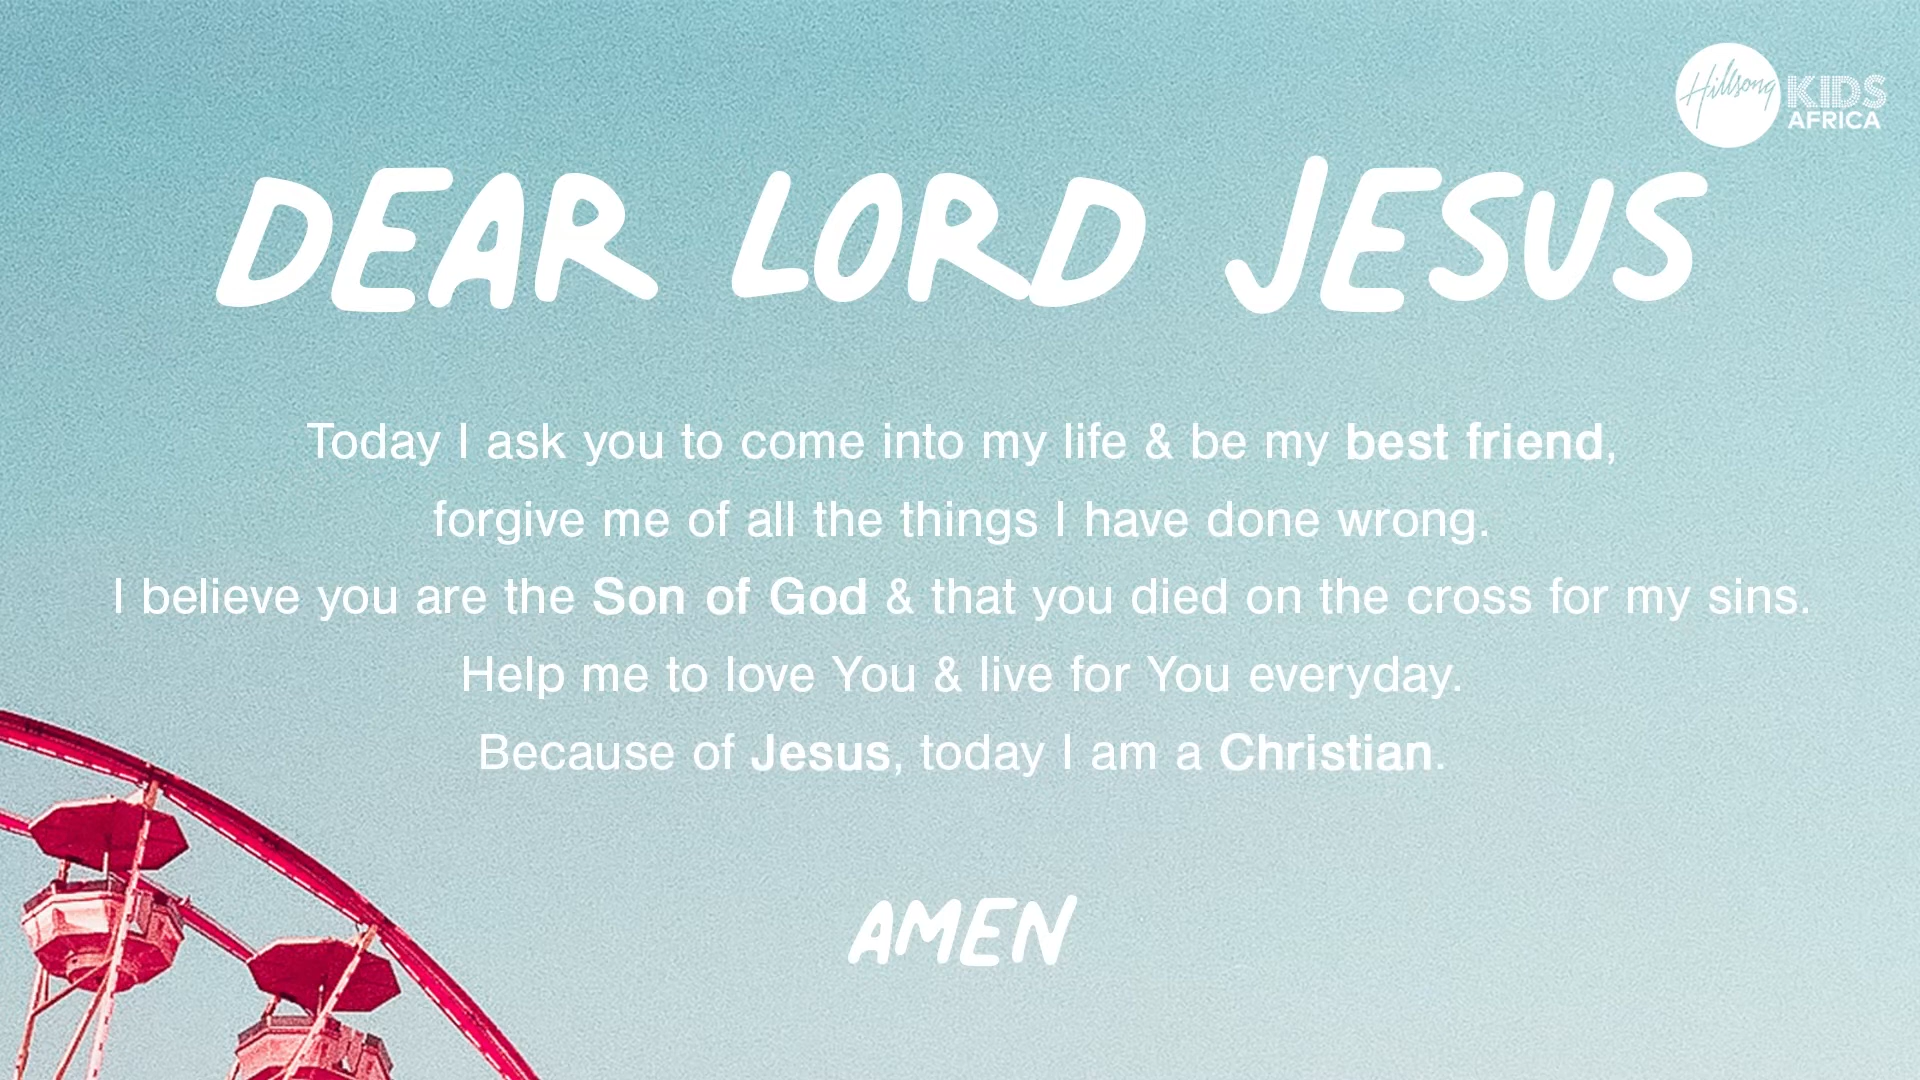 Hillsong KIDS
AFRICA
DEAR LORD JESUS
Today I ask you to come into my life & be my best friend,
forgive me of all the things I have done wrong.
I believe you are the Son of God & that you died on the cross for my sins.
Help me to love You & live for You everyday.
Because of Jesus, today I am a Christian.
AMEN